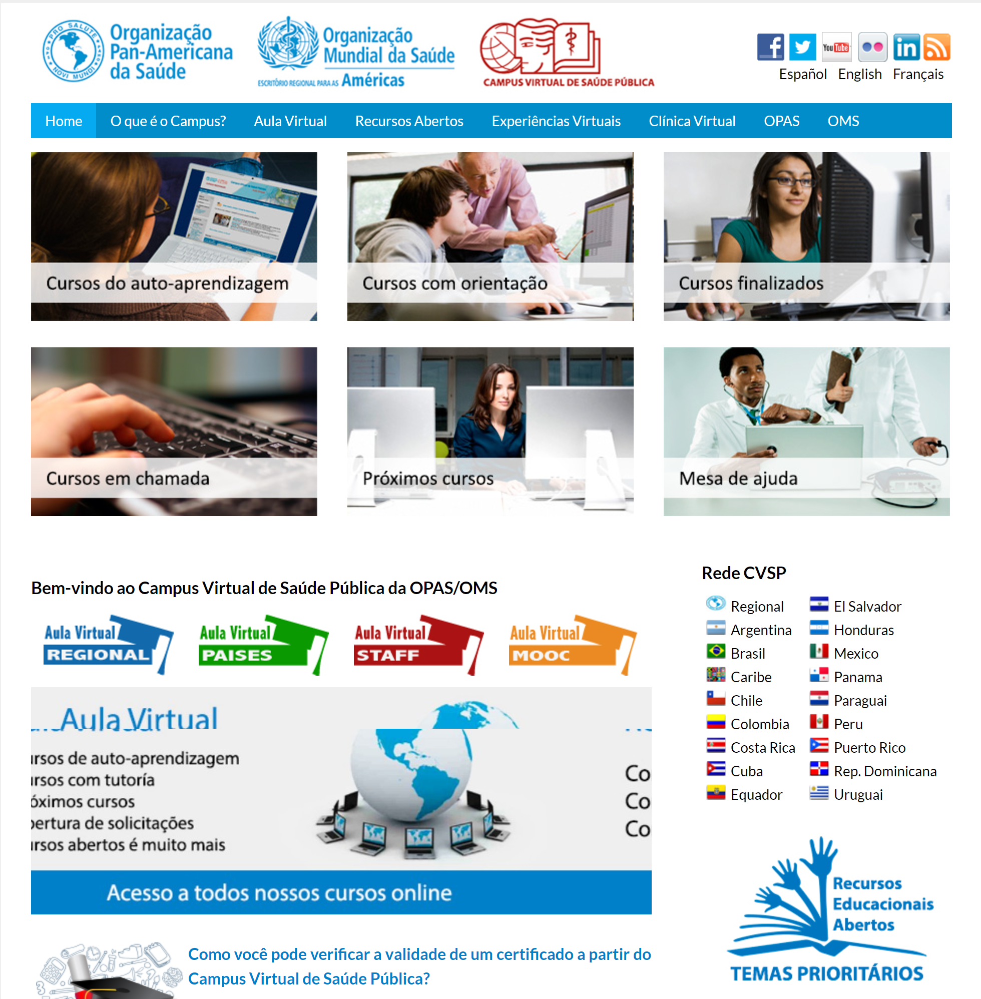 PRO SALUTE
NOVI MUNDI
Organização
Pan-Americana
da Saúde
Organização
Mundial da Saúde
ESCRITÓRIO REGIONAL PARA AS Américas
CAMPUS VIRTUAL DE SAÚDE PÚBLICA
You Tube
in
Español English Français
Home O que é o Campus? Aula Virtual Recursos Abertos Experiências Virtuais Clínica Virtual OPAS OMS
Cursos do auto-aprendizagem
Cursos com orientação
Cursos finalizados
Cursos em chamada
Próximos cursos
Mesa de ajuda
Bem-vindo ao Campus Virtual de Saúde Pública da OPAS/OMS
Aula Virtual
REGIONAL
Aula Virtual
PAISES
Aula Virtual
STAFF
Aula Virtual
MOOC
Aula Virtual
ursos de auto-aprendizagem
ursos com tutoría
óximos cursos
ertura de solicitações
ursos abertos é muito mais
Co
Co
Co
Acesso a todos nossos cursos online
Como você pode verificar a validade de um certificado a partir do
Campus Virtual de Saúde Pública?
Rede CVSP
Regional
Argentina
Brasil
Caribe
Chile
Colombia
Costa Rica
Cuba
Equador
El Salvador
Honduras
Mexico
Panama
Paraguai
Peru
Puerto Rico
Rep. Dominicana
Uruguai
Recursos
Educacionais
Abertos
TEMAS PRIORITÁRIOS